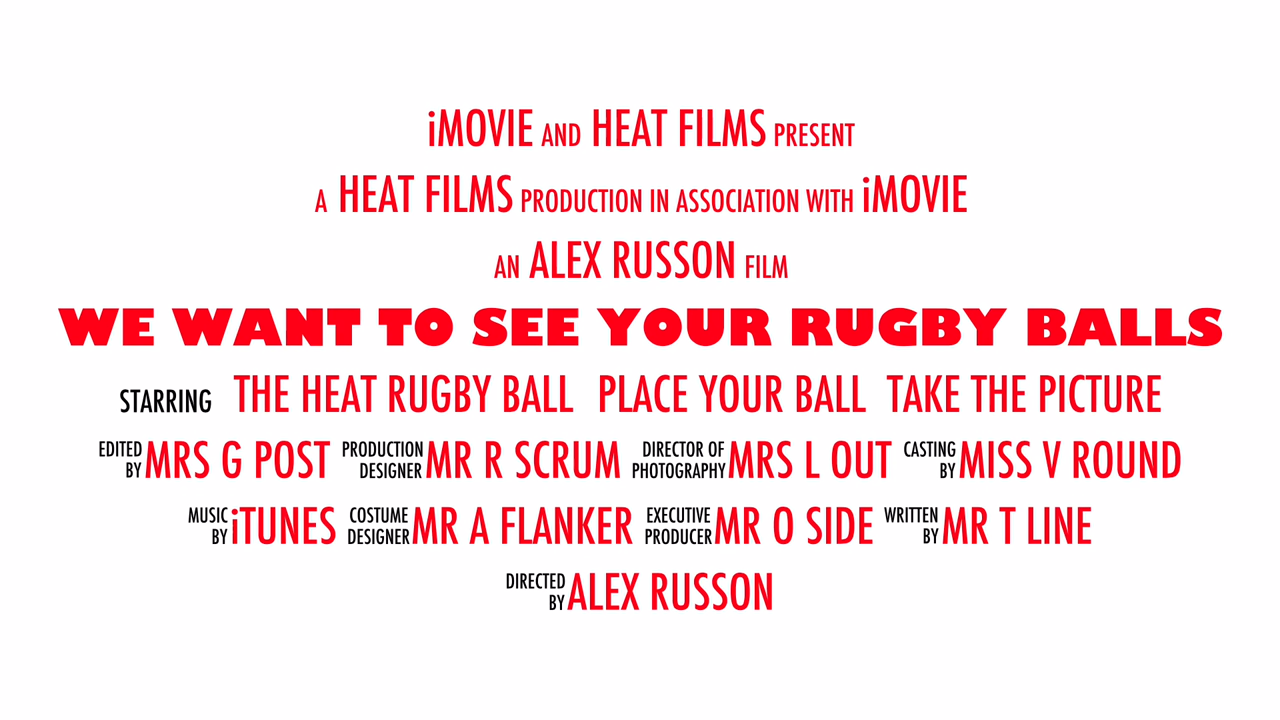 iMOVIE AND HEAT FILMS PRESENT
A HEAT FILMS PRODUCTION IN ASSOCIATION WITH iMOVIE
AN ALEX RUSSON FILM
WE WANT TO SEE YOUR RUGBY BALLS
STARRING THE HEAT RUGBY BALL PLACE YOUR BALL TAKE THE PICTURE
EDITED BY MRS G POST PRODUCTION DESIGNER MR R SCRUM DIRECTOR OF PHOTOGRAPHY MRS L OUT CASTING BY MISS V ROUND
MUSIC BY iTUNES COSTUME DESIGNER MR A FLANKER EXECUTIVE PRODUCER MR O SIDE WRITTEN BY MR T LINE
DIRECTED BY ALEX RUSSON